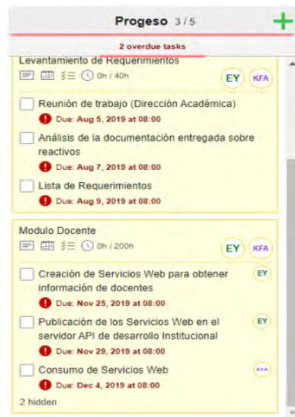 Progeso 3/5
2 overdue tasks
Levantamiento de Requerimientos
0h / 40h EY KFA
Reunión de trabajo (Dirección Académica)
Due: Aug 5, 2019 at 08:00
Análisis de la documentación entregada sobre
reactivos
Due: Aug 7, 2019 at 08:00
Lista de Requerimientos
Due: Aug 9, 2019 at 08:00
Modulo Docente
0h / 200h EY KFA
Creación de Servicios Web para obtener EY
información de docentes
Due: Nov 25, 2019 at 08:00
Publicación de los Servicios Web en el EY
servidor API de desarrollo Institucional
Due: Nov 29, 2019 at 08:00
Consumo de Servicios Web KFA
Due: Dec 4, 2019 at 08:00
2 hidden